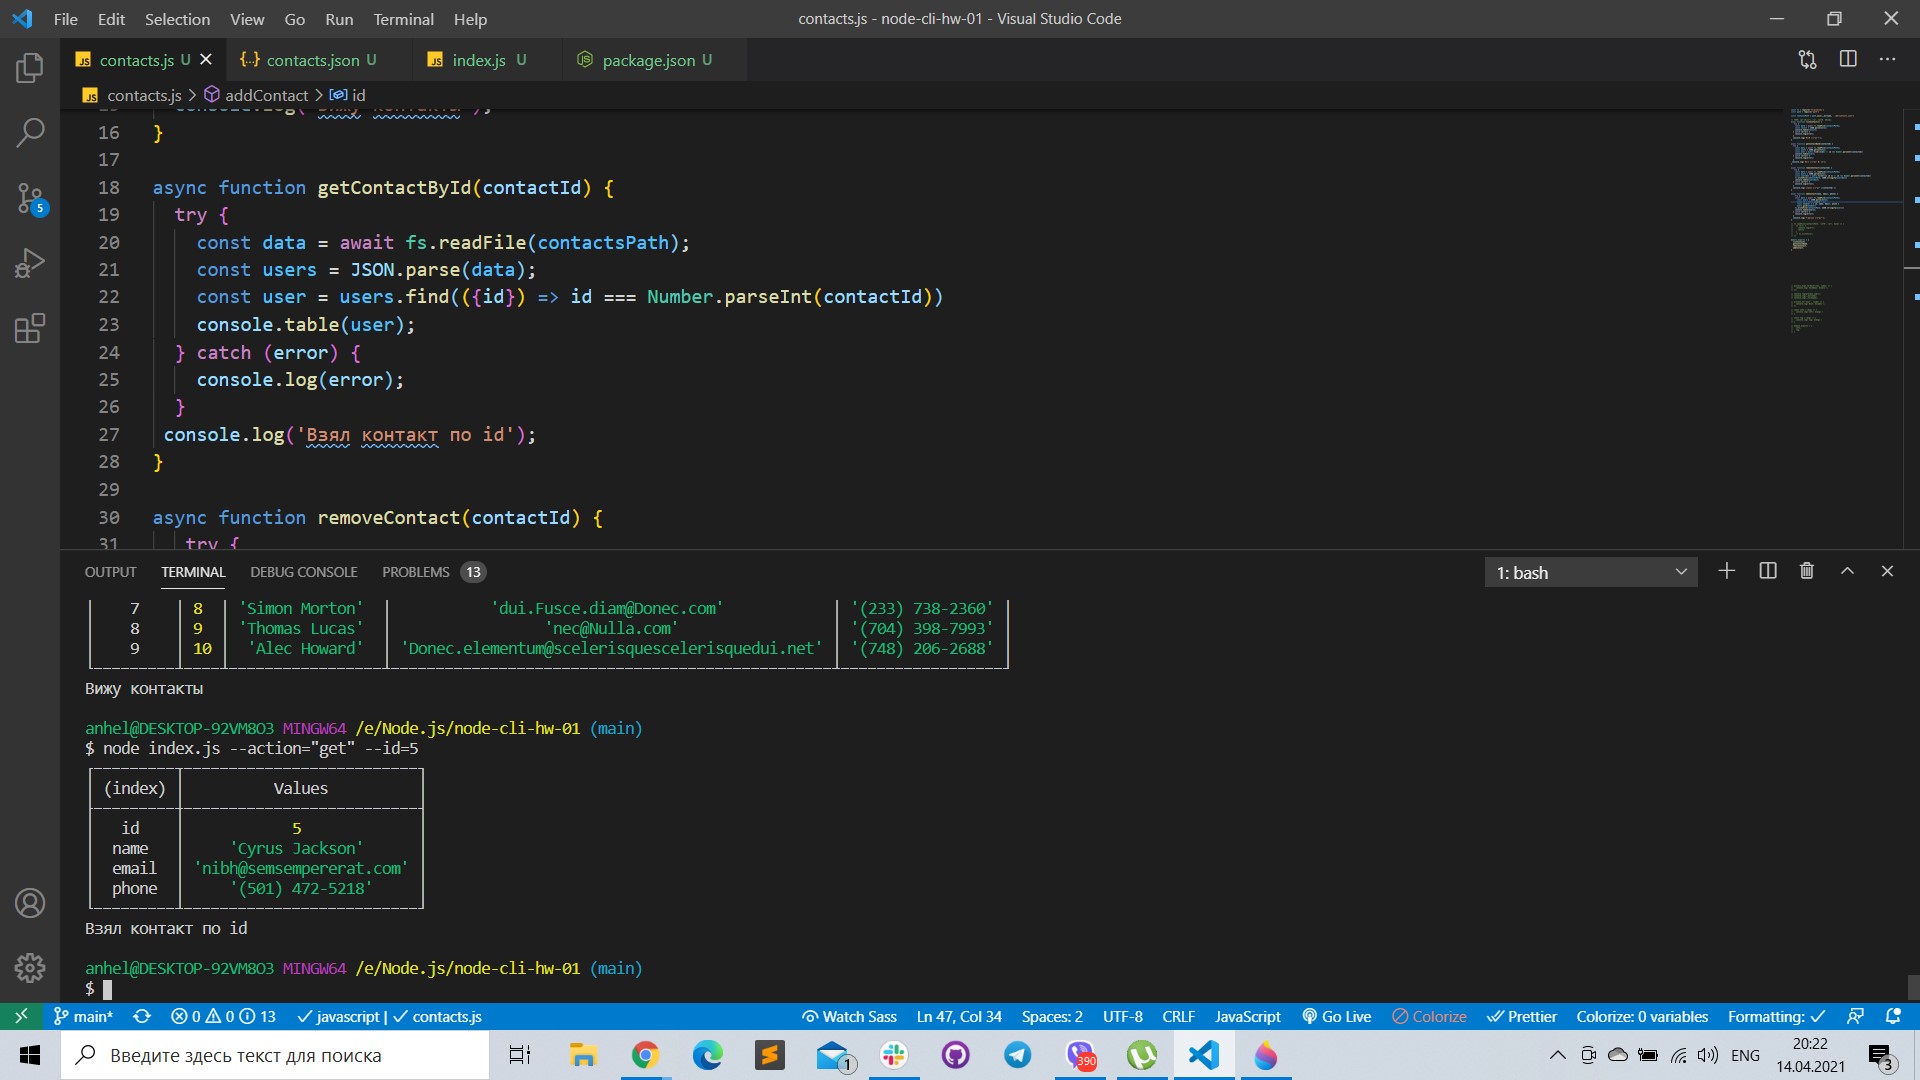 File Edit Selection View Go Run Terminal Help
contacts.js - node-cli-hw-01 - Visual Studio Code
contacts.js U
contacts.json U
index.js U
package.json U
contacts.js > addContact > id
16 }
17
18 async function getContactById(contactId) {
19 try {
20 const data = await fs.readFile(contactsPath);
21 const users = JSON.parse(data);
22 const user = users.find(({id}) => id === Number.parseInt(contactId))
23 console.table(user);
24 } catch (error) {
25 console.log(error);
26 }
27 console.log('Взял контакт по id');
28 }
29
30 async function removeContact(contactId) {
31 try {
OUTPUT TERMINAL DEBUG CONSOLE PROBLEMS 13
1: bash
7 8 'Simon Morton' 'dui.Fusce.diam@Donec.com' '(233) 738-2360'
8 9 'Thomas Lucas' 'nec@Nulla.com' '(704) 398-7993'
9 10 'Alec Howard' 'Donec.elementum@scelerisquescelerisquedui.net' '(748) 206-2688'
Вижу контакты
anhel@DESKTOP-92VM8O3 MINGW64 /e/Node.js/node-cli-hw-01 (main)
$ node index.js --action="get" --id=5
(index) Values
id 5
name 'Cyrus Jackson'
email 'nibh@semsempererat.com'
phone '(501) 472-5218'
Взял контакт по id
anhel@DESKTOP-92VM8O3 MINGW64 /e/Node.js/node-cli-hw-01 (main)
$
5
main* 0 0 13 javascript | contacts.js
Watch Sass Ln 47, Col 34 Spaces: 2 UTF-8 CRLF JavaScript Go Live Colorize Prettier Colorize: 0 variables Formatting:
Введите здесь текст для поиска
1
390
ENG
20:22
14.04.2021
3